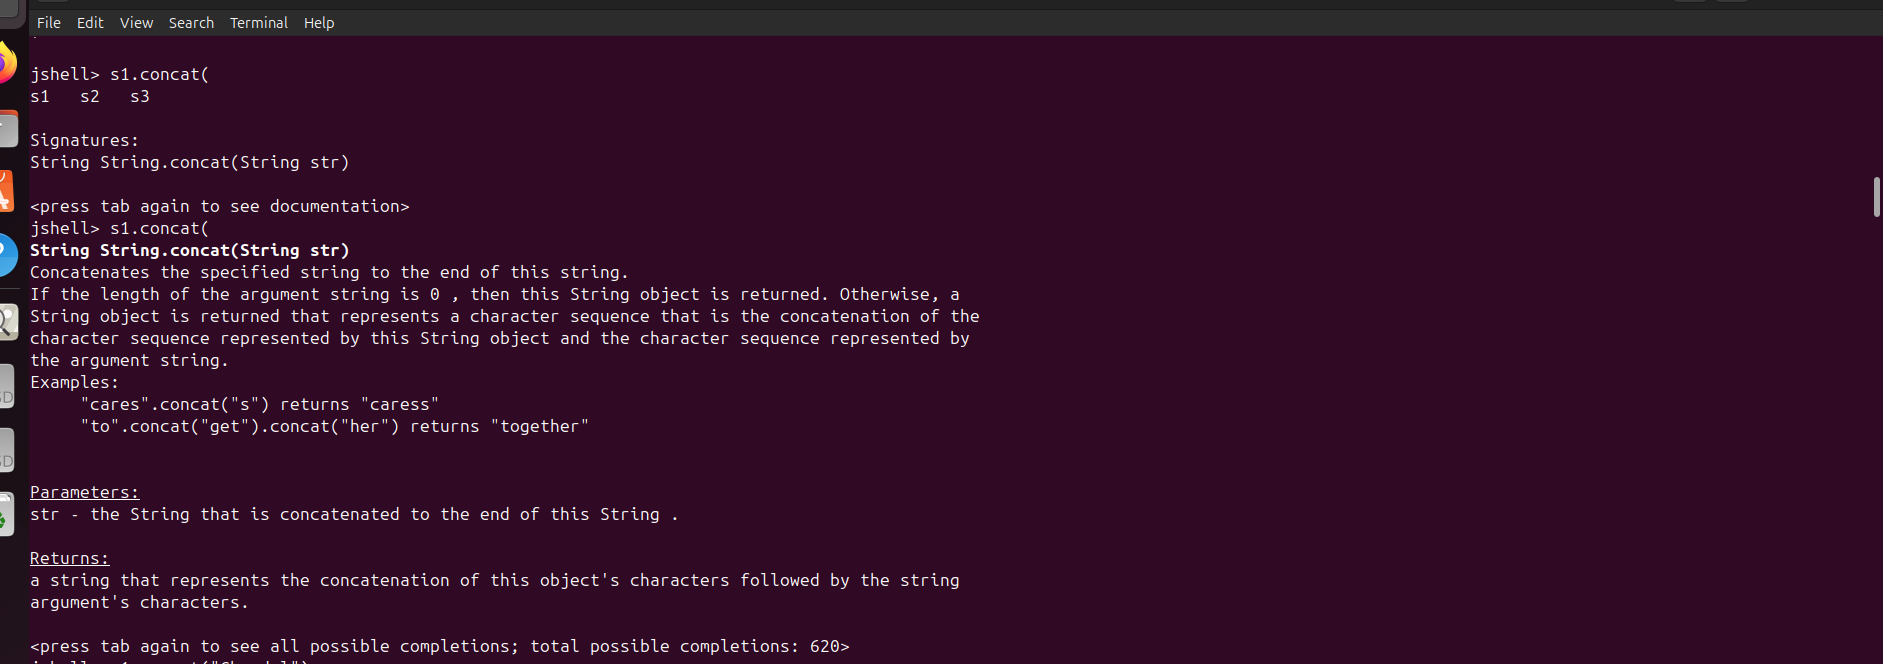 File Edit View Search Terminal Help
jshell> s1.concat(
s1   s2   s3
Signatures:
String String.concat(String str)
<press tab again to see documentation>
jshell> s1.concat(
String String.concat(String str)
Concatenates the specified string to the end of this string.
If the length of the argument string is 0 , then this String object is returned. Otherwise, a
String object is returned that represents a character sequence that is the concatenation of the
character sequence represented by this String object and the character sequence represented by
the argument string.
Examples:
     "cares".concat("s") returns "caress"
     "to".concat("get").concat("her") returns "together"
Parameters:
str - the String that is concatenated to the end of this String .
Returns:
a string that represents the concatenation of this object's characters followed by the string
argument's characters.
<press tab again to see all possible completions; total possible completions: 620>